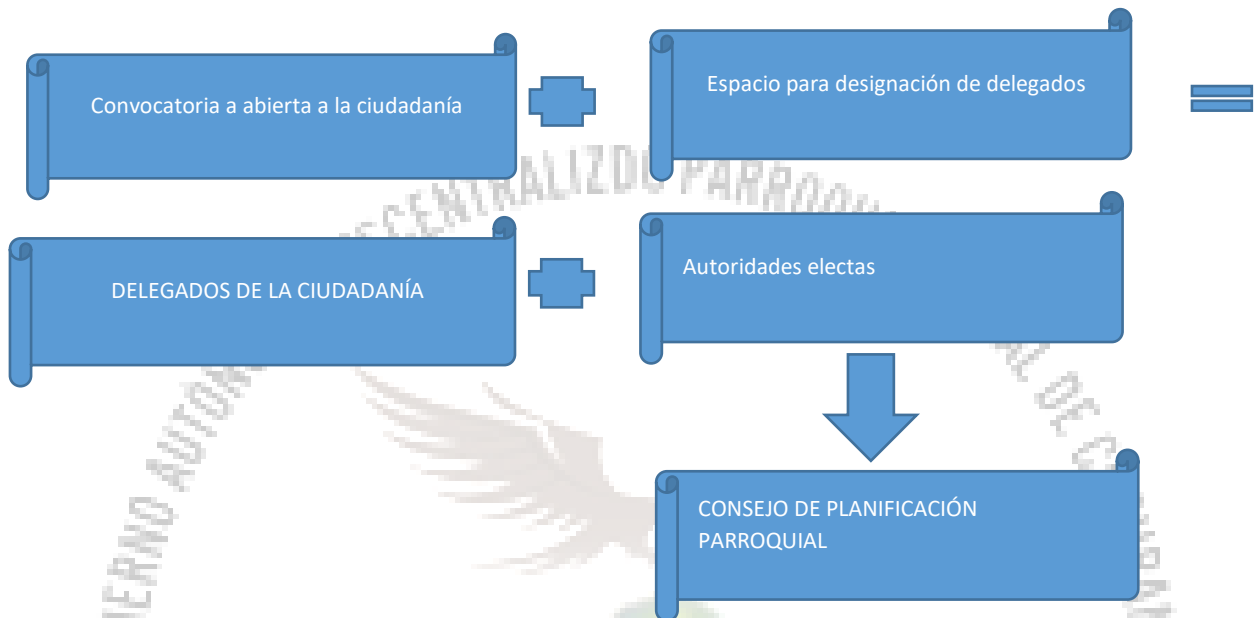 Convocatoria a abierta a la ciudadanía
Espacio para designación de delegados
DELEGADOS DE LA CIUDADANÍA
Autoridades electas
CONSEJO DE PLANIFICACIÓN
PARROQUIAL